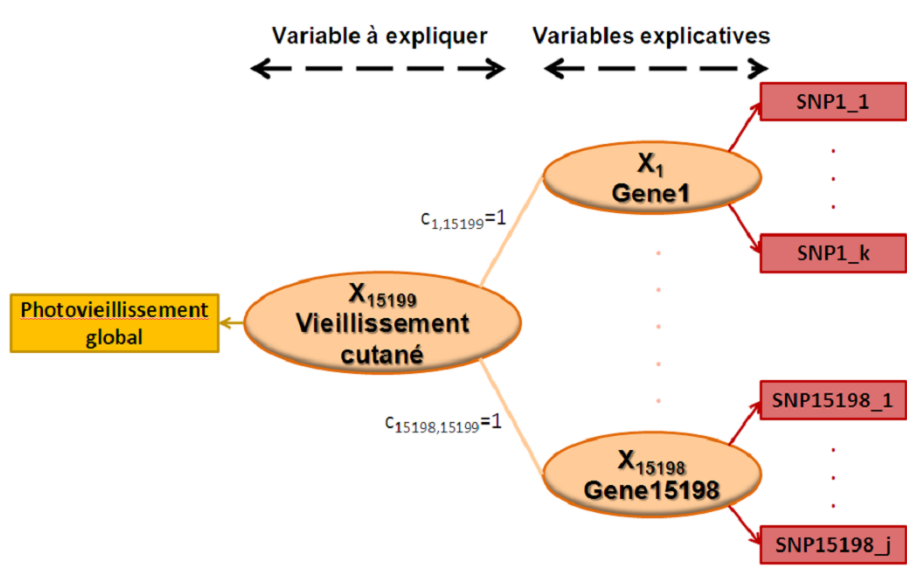 Variable à expliquer
Variables explicatives
SNP1_1
X₁
Gene1
c₁,₁₅₁₉₉=1
SNP1_k
X₁₅₁₉₉
Vieillissement
cutané
Photovieillissement
global
SNP15198_1
c₁₅₁₉₈,₁₅₁₉₉=1
X₁₅₁₉₈
Gene15198
SNP15198_j